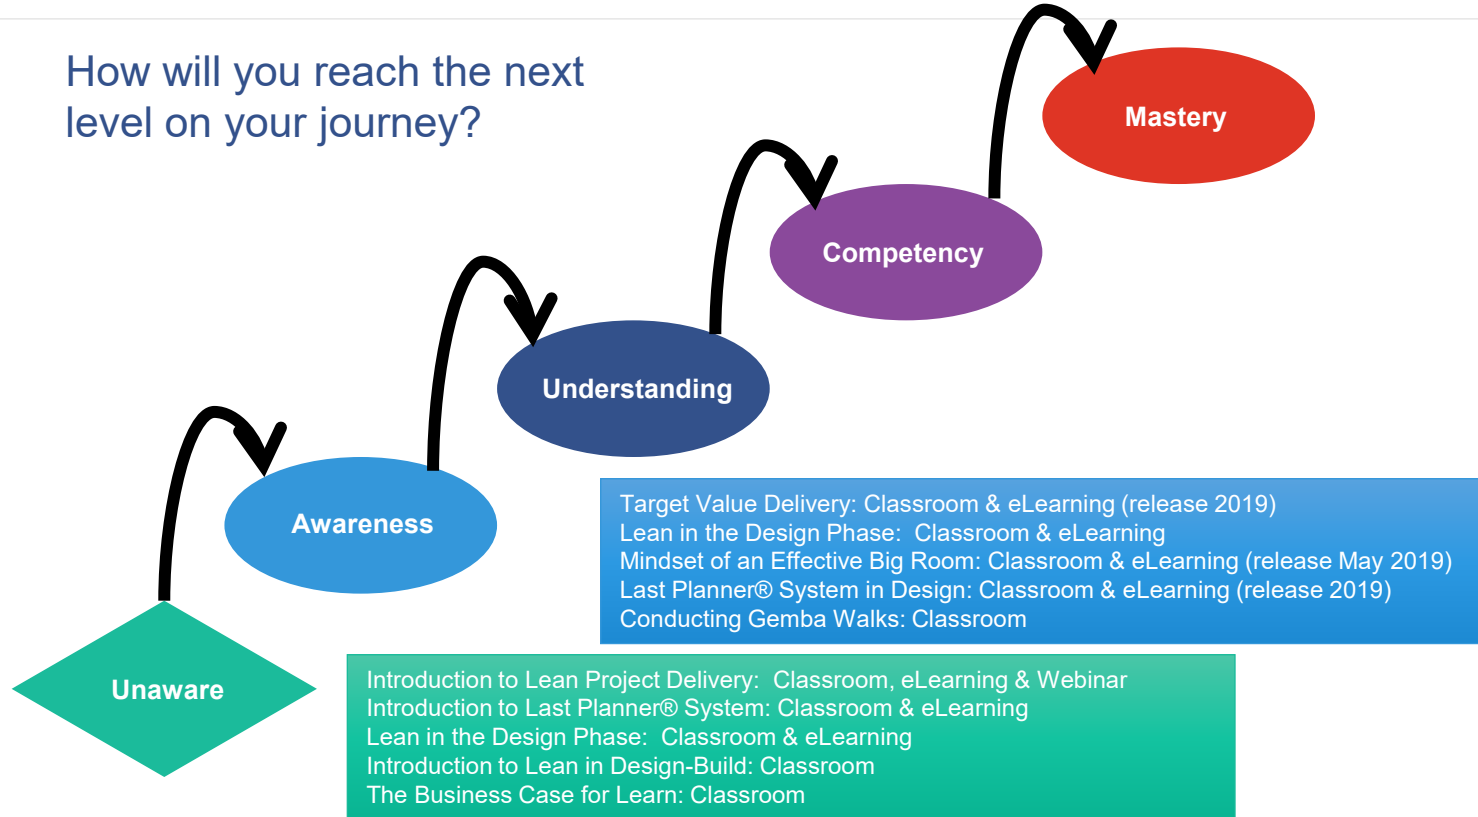 How will you reach the next
level on your journey?
Mastery
Competency
Understanding
Awareness
Unaware
Target Value Delivery: Classroom & eLearning (release 2019)
Lean in the Design Phase:  Classroom & eLearning
Mindset of an Effective Big Room: Classroom & eLearning (release May 2019)
Last Planner® System in Design: Classroom & eLearning (release 2019)
Conducting Gemba Walks: Classroom
Introduction to Lean Project Delivery:  Classroom, eLearning & Webinar
Introduction to Last Planner® System: Classroom & eLearning
Lean in the Design Phase:  Classroom & eLearning
Introduction to Lean in Design-Build: Classroom
The Business Case for Learn: Classroom